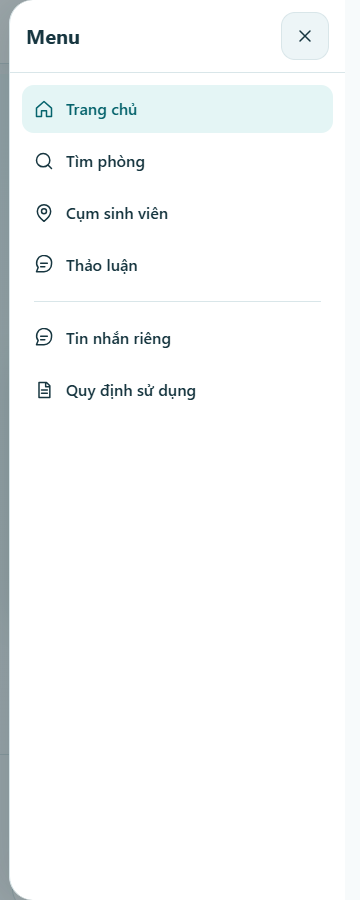 Menu
Trang chủ
Tìm phòng
Cụm sinh viên
Thảo luận
Tin nhắn riêng
Quy định sử dụng